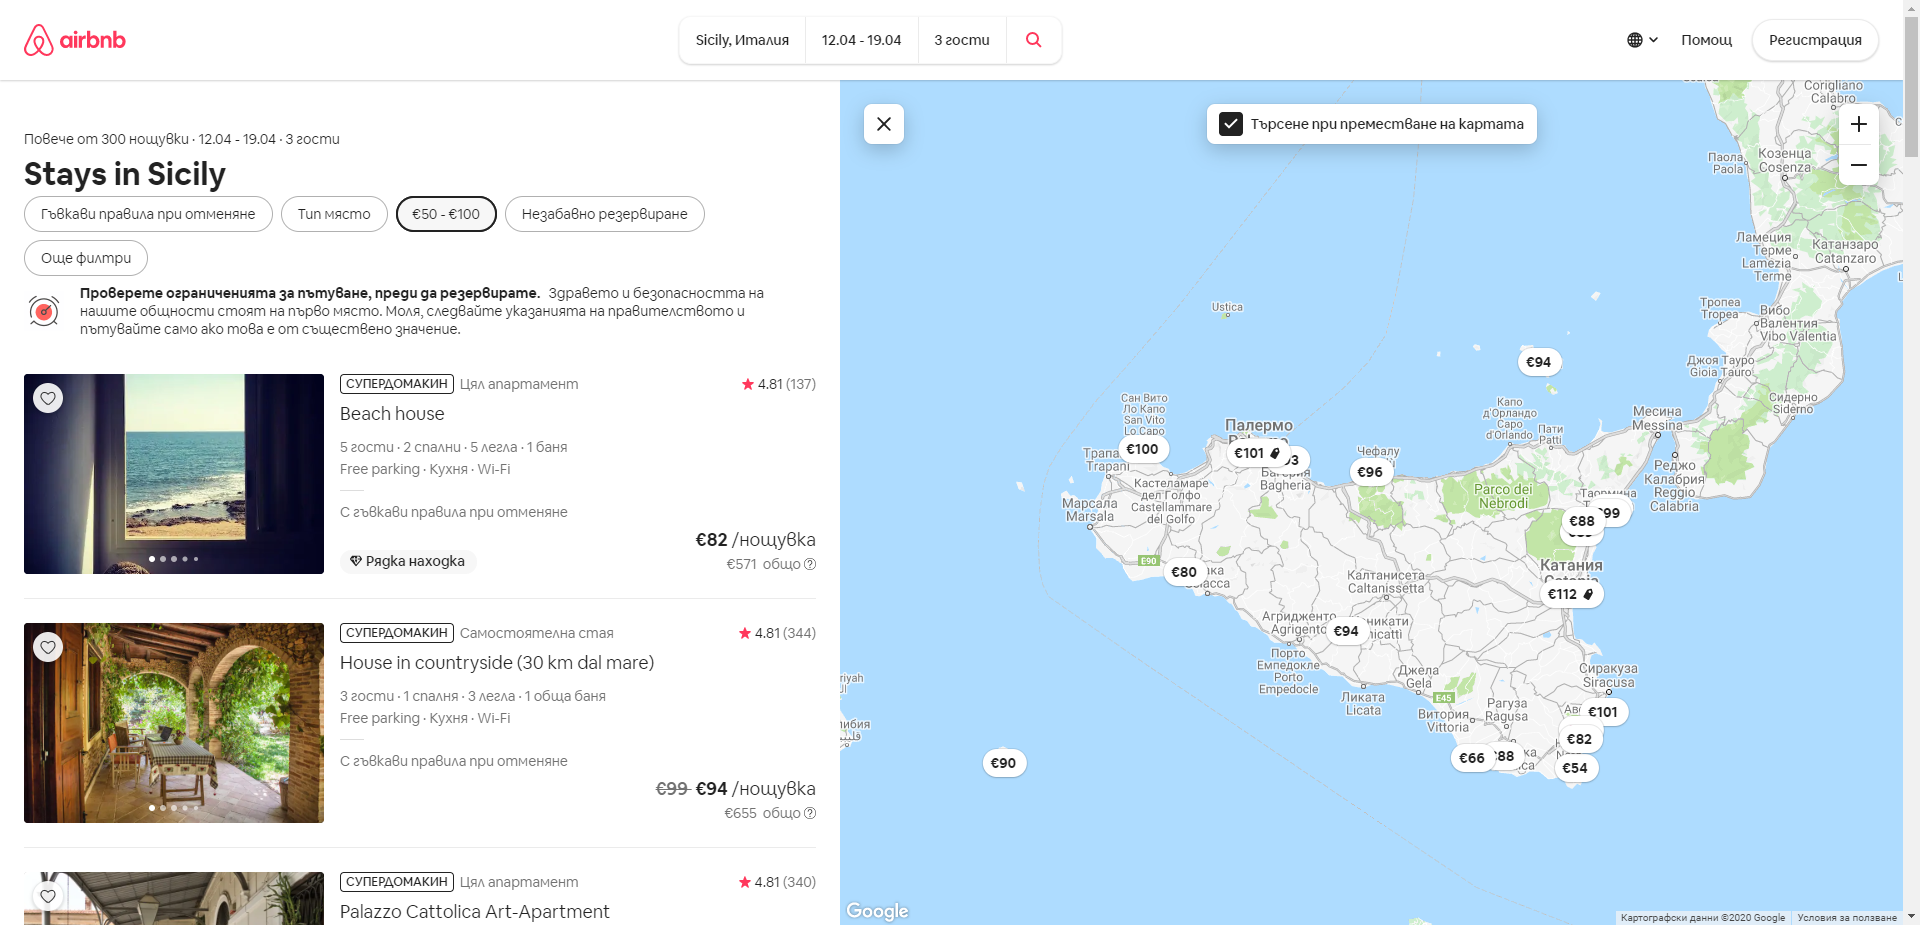 airbnb
Sicily, Италия
12.04 - 19.04
3 гости
Помощ
Регистрация
Повече от 300 нощувки · 12.04 - 19.04 · 3 гости
Stays in Sicily
Гъвкави правила при отменяне
Тип място
€50 - €100
Незабавно резервиране
Още филтри
Проверете ограниченията за пътуване, преди да резервирате. Здравето и безопасността на
нашите общности стоят на първо място. Моля, следвайте указанията на правителството и
пътувайте само ако това е от съществено значение.
СУПЕРДОМАКИН Цял апартамент
4.81 (137)
Beach house
5 гости · 2 спални · 5 легла · 1 баня
Free parking · Кухня · Wi-Fi
С гъвкави правила при отменяне
€82 /нощувка
Рядка находка
€571 общо
СУПЕРДОМАКИН Самостоятелна стая
4.81 (344)
House in countryside (30 km dal mare)
3 гости · 1 спалня · 3 легла · 1 обща баня
Free parking · Кухня · Wi-Fi
С гъвкави правила при отменяне
€99 €94 /нощувка
€655 общо
СУПЕРДОМАКИН Цял апартамент
4.81 (340)
Palazzo Cattolica Art-Apartment
Търсене при преместване на картата
Corigliano
Calabro
Паола
Paola
Козенца
Cosenza
Ламеция
Терме
Lamezia
Terme
Катанзаро
Catanzaro
Тропеа
Tropea
Вибо
Валентия
Vibo Valentia
Джоя Тауро
Gioia Tauro
Сидерно
Siderno
Ustica
€94
Сан Вито
Ло Капо
San Vito
Lo Capo
Палермо
Капо
д'Орландо
Capo
d'Orlando
Пати
Patti
Месина
Messina
Реджо
Калабрия
Reggio
Calabria
€100
Trapani
€101
Bagheria
Чефалу
€96
Кастеламаре
дел Голфо
Castellammare
del Golfo
Марсала
Marsala
Parco dei
Nebrodi
Таормина
€88
E90
€80
Калтанисета
Caltanissetta
Катания
€112
Агридженто
Agrigento
€94
Порто
Емпедокле
Porto
Empedocle
Джела
Gela
Сиракуза
Siracusa
Ликата
Licata
E45
Витория
Vittoria
Рагуза
Ragusa
€101
€82
€66
€54
€90
Google
Картографски данни ©2020 Google
Условия за ползване